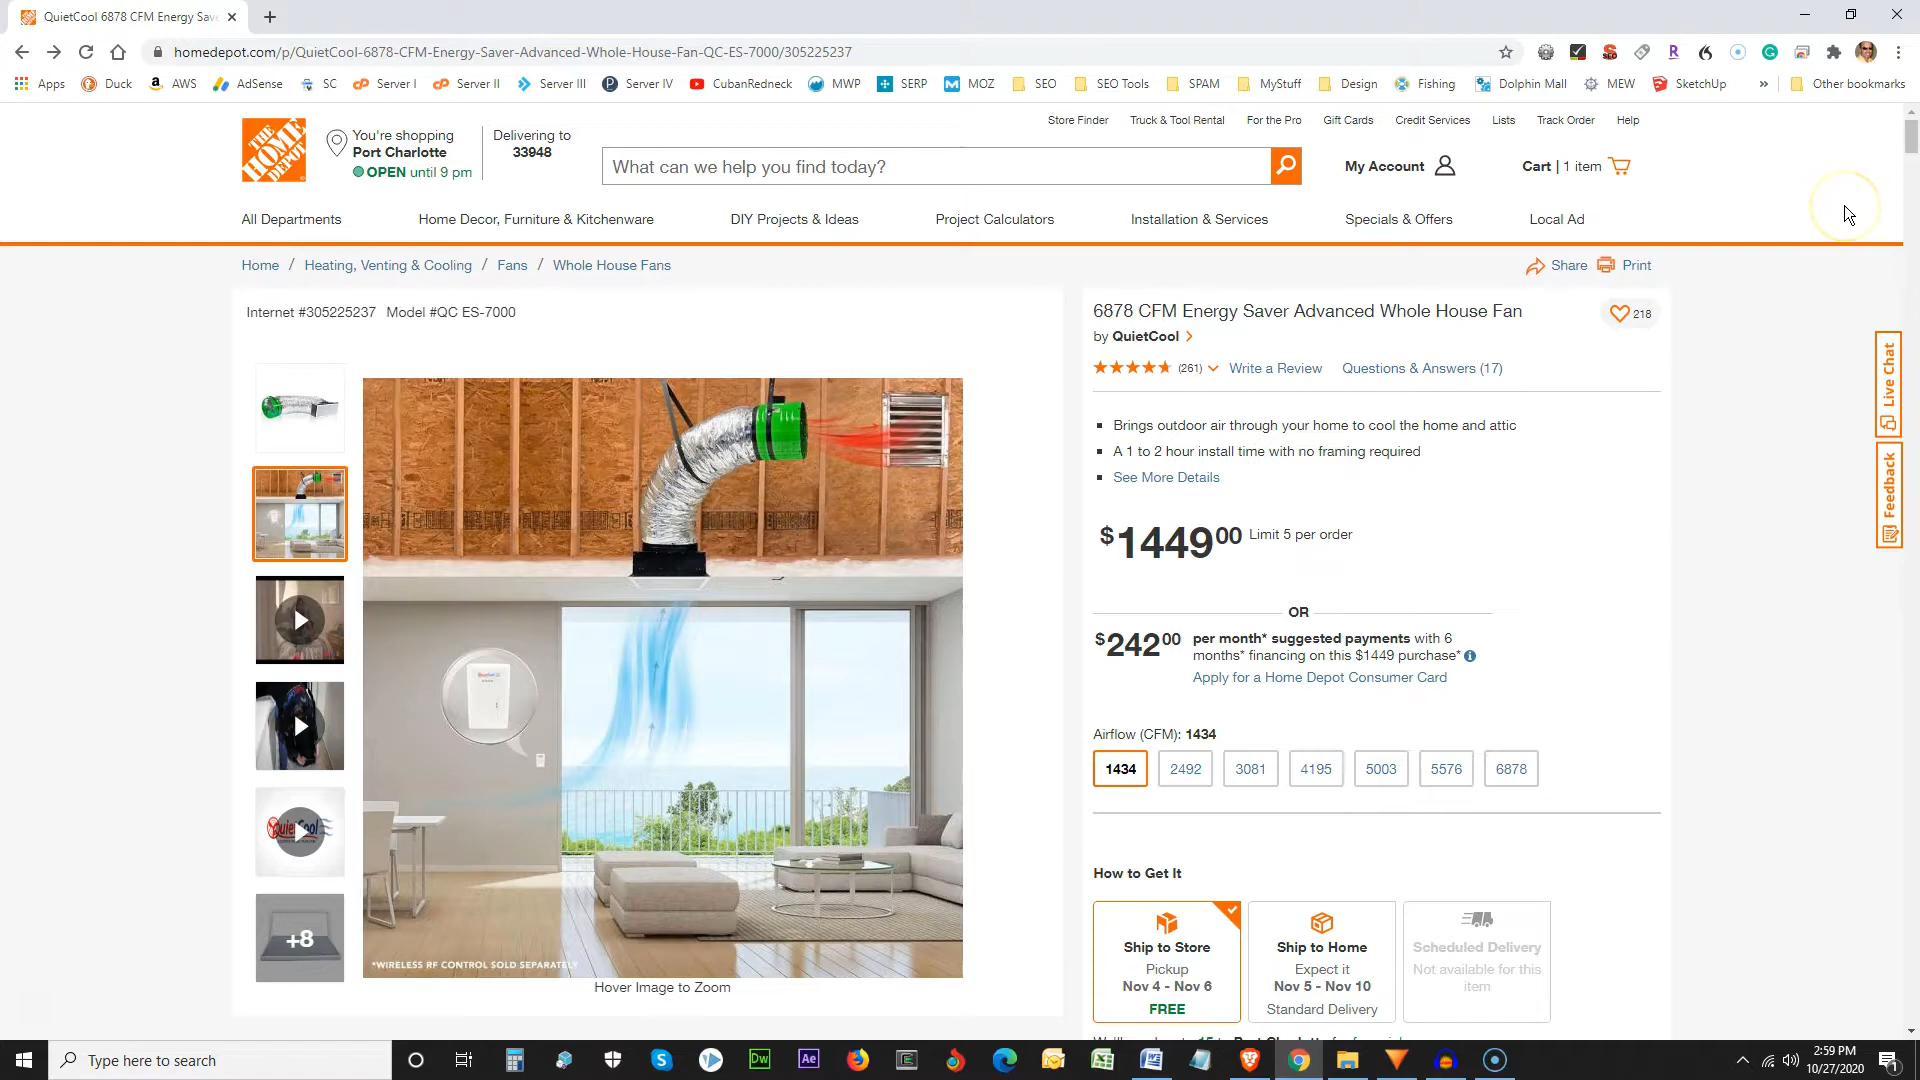 QuietCool 6878 CFM Energy Sav
homedepot.com/p/QuietCool-6878-CFM-Energy-Saver-Advanced-Whole-House-Fan-QC-ES-7000/305225237
Apps Duck AWS AdSense SC Server I Server II Server III Server IV CubanRedneck MWP SERP MOZ SEO SEO Tools SPAM MyStuff Design Fishing Dolphin Mall MEW SketchUp » Other bookmarks
Store Finder Truck & Tool Rental For the Pro Gift Cards Credit Services Lists Track Order Help
THE HOME DEPOT
You're shopping
Port Charlotte
OPEN until 9 pm
Delivering to
33948
What can we help you find today?
My Account
Cart | 1 item
All Departments Home Decor, Furniture & Kitchenware DIY Projects & Ideas Project Calculators Installation & Services Specials & Offers Local Ad
Home / Heating, Venting & Cooling / Fans / Whole House Fans
Share Print
Internet #305225237 Model #QC ES-7000
+8
*WIRELESS RF CONTROL SOLD SEPARATELY
Hover Image to Zoom
6878 CFM Energy Saver Advanced Whole House Fan
218
by QuietCool
(261) Write a Review Questions & Answers (17)
Brings outdoor air through your home to cool the home and attic
A 1 to 2 hour install time with no framing required
See More Details
$1449 00 Limit 5 per order
OR
$242 00 per month* suggested payments with 6
months* financing on this $1449 purchase*
Apply for a Home Depot Consumer Card
Airflow (CFM): 1434
1434 2492 3081 4195 5003 5576 6878
How to Get It
Ship to Store
Pickup
Nov 4 - Nov 6
FREE
Ship to Home
Expect it
Nov 5 - Nov 10
Standard Delivery
Scheduled Delivery
Not available for this
item
Live Chat
Feedback
Type here to search
2:59 PM
10/27/2020